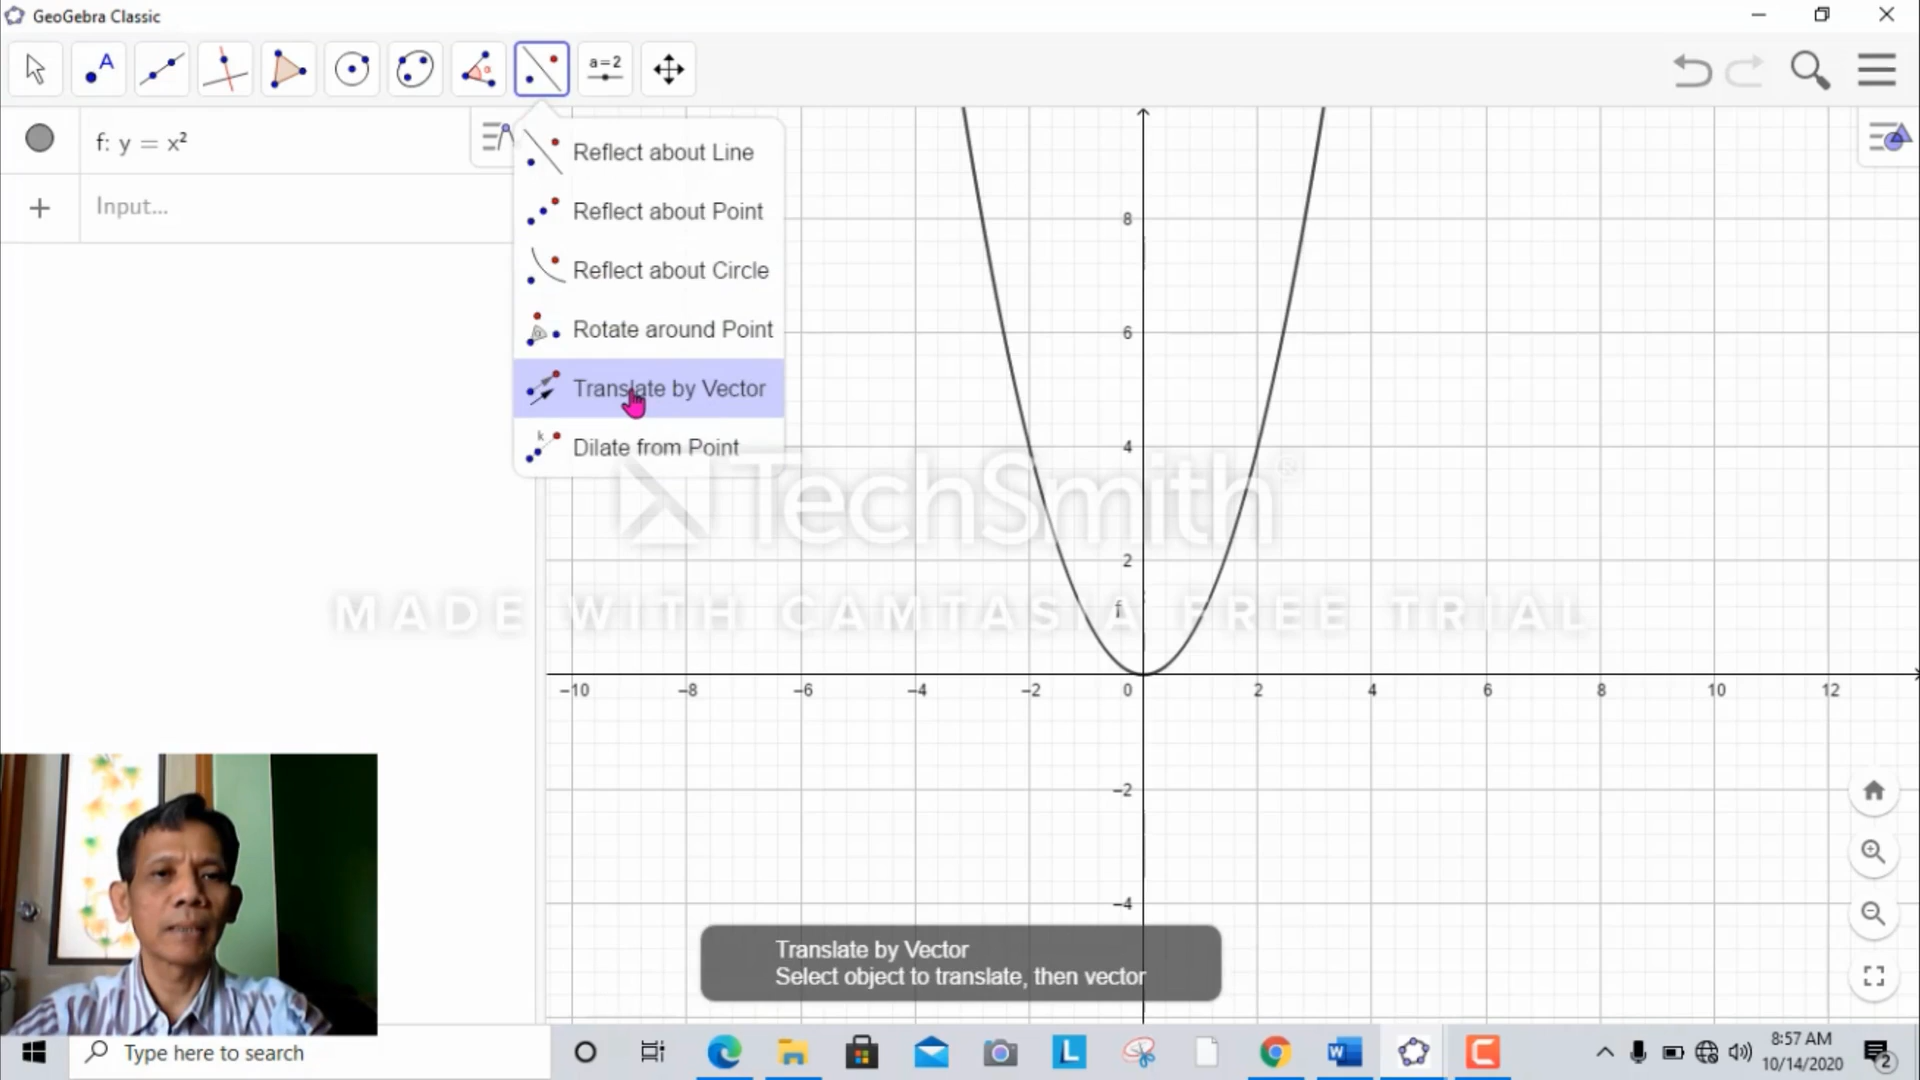 GeoGebra Classic
A
α
a=2
f: y = x²
+
Input...
Reflect about Line
Reflect about Point
Reflect about Circle
Rotate around Point
Translate by Vector
k
Dilate from Point
8
6
4
2
f
−10
−8
−6
−4
−2
0
2
4
6
8
10
12
−2
−4
TechSmith®
MADE WITH CAMTASIA FREE TRIAL
Translate by Vector
Select object to translate, then vector
Type here to search
L
W
C
8:57 AM
10/14/2020
2